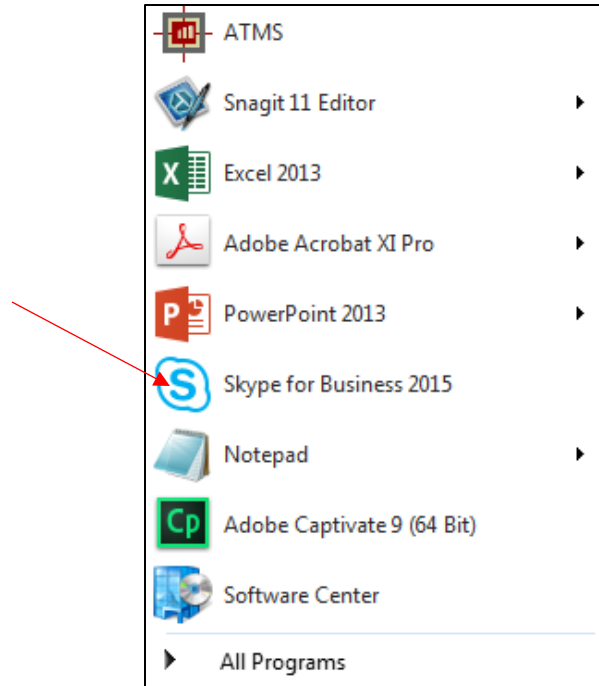 ATMS
Snagit 11 Editor
Excel 2013
Adobe Acrobat XI Pro
PowerPoint 2013
Skype for Business 2015
Notepad
Adobe Captivate 9 (64 Bit)
Software Center
All Programs